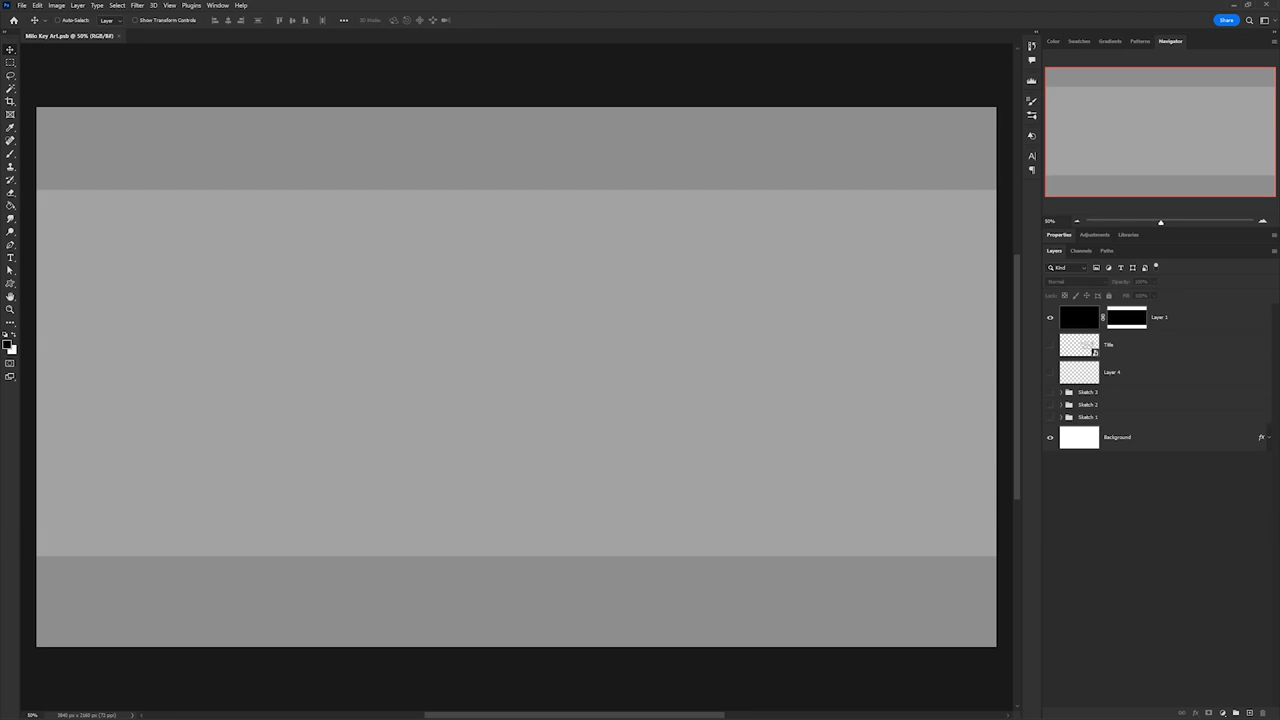 File Edit Image Layer Type Select Filter 3D View Plugins Window Help
Auto-Select: Layer Show Transform Controls 3D Mode: Share
Milo Key Art.psb @ 50% (RGB/8#)
Color Swatches Gradients Patterns Navigator
50%
Properties Adjustments Libraries
Layers Channels Paths
Kind
Normal Opacity: 100%
Lock: Fill: 100%
Layer 1
Title
Layer 4
Sketch 3
Sketch 2
Sketch 1
Background fx
50% 3840 px x 2160 px (72 ppi)